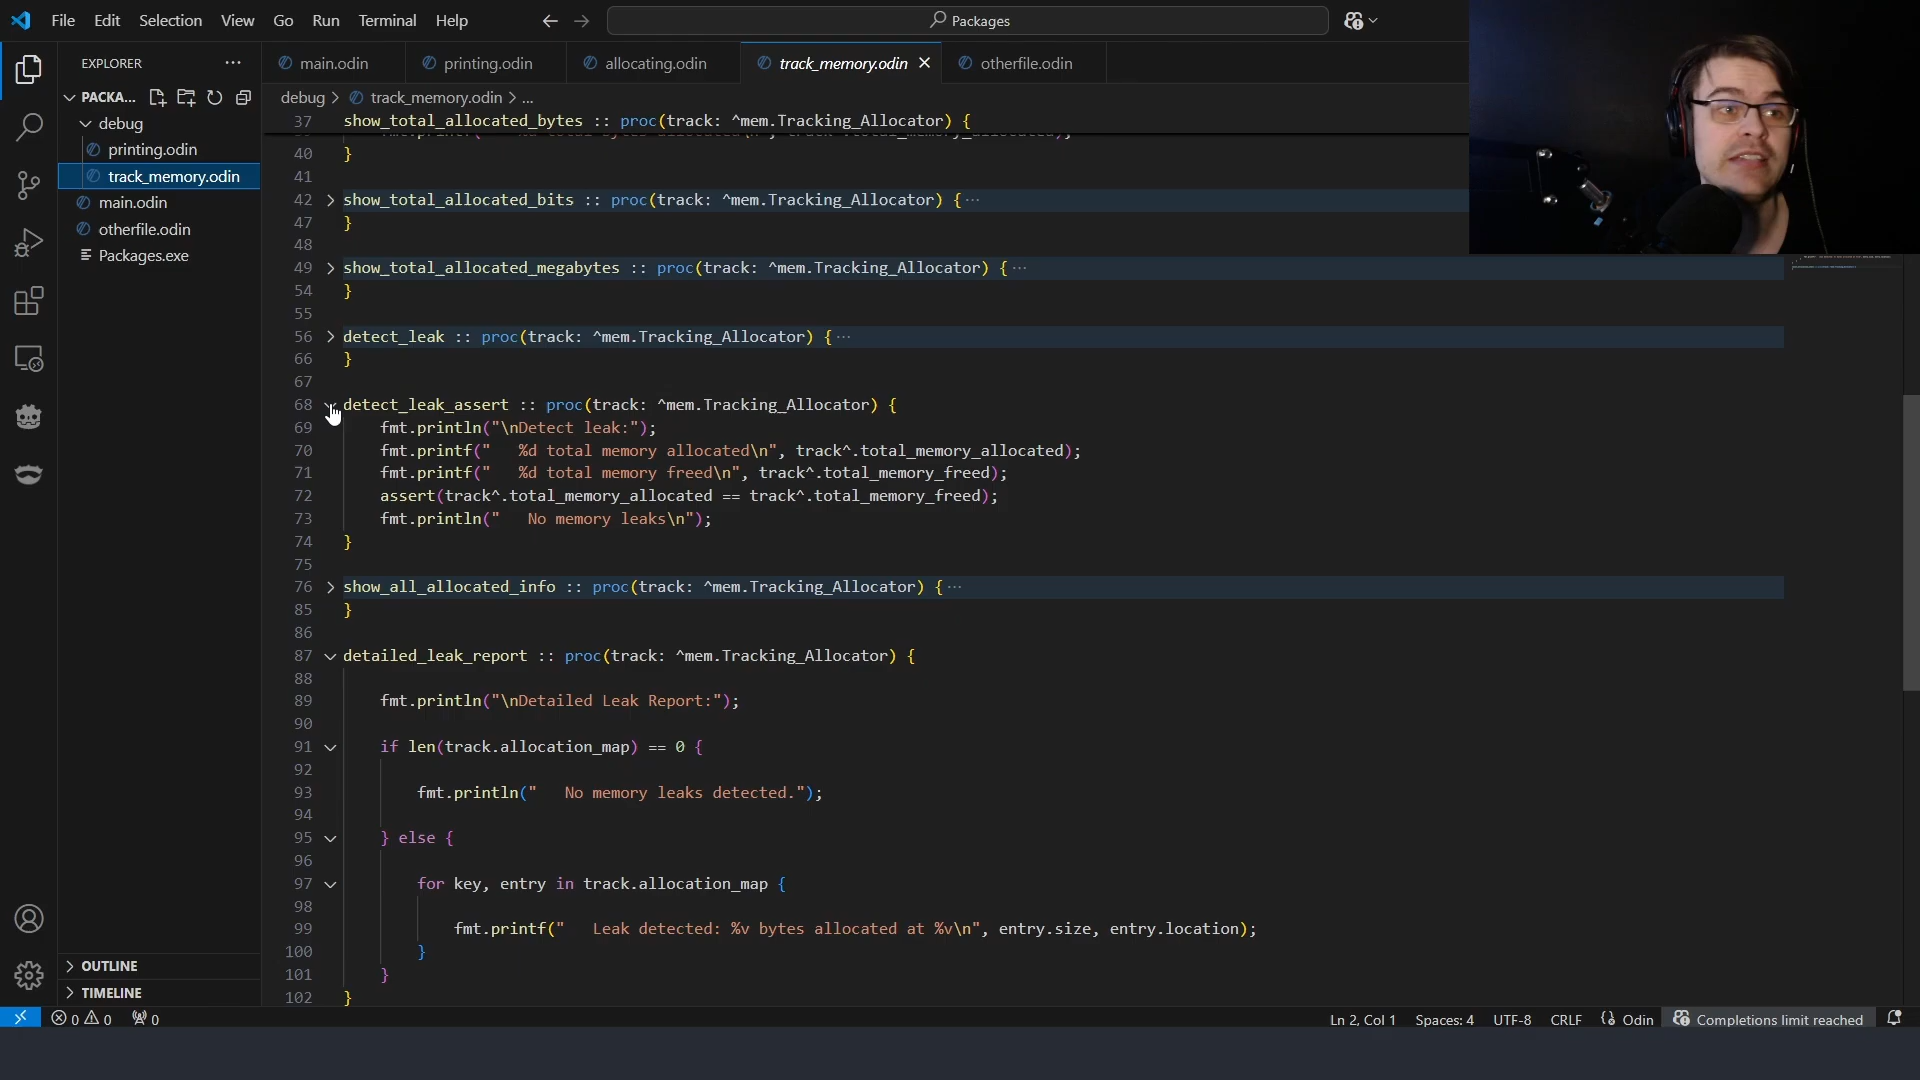 File Edit Selection View Go Run Terminal Help
Packages
EXPLORER
main.odin
printing.odin
allocating.odin
track_memory.odin
otherfile.odin
PACKA...
debug > track_memory.odin > ...
debug
printing.odin
track_memory.odin
main.odin
otherfile.odin
Packages.exe
37 show_total_allocated_bytes :: proc(track: ^mem.Tracking_Allocator) {
40 }
41
42 show_total_allocated_bits :: proc(track: ^mem.Tracking_Allocator) {···
47 }
48
49 show_total_allocated_megabytes :: proc(track: ^mem.Tracking_Allocator) {···
54 }
55
56 detect_leak :: proc(track: ^mem.Tracking_Allocator) {···
66 }
67
68 detect_leak_assert :: proc(track: ^mem.Tracking_Allocator) {
69 fmt.println("\nDetect leak:");
70 fmt.printf("   %d total memory allocated\n", track^.total_memory_allocated);
71 fmt.printf("   %d total memory freed\n", track^.total_memory_freed);
72 assert(track^.total_memory_allocated == track^.total_memory_freed);
73 fmt.println("   No memory leaks\n");
74 }
75
76 show_all_allocated_info :: proc(track: ^mem.Tracking_Allocator) {···
85 }
86
87 detailed_leak_report :: proc(track: ^mem.Tracking_Allocator) {
88
89 fmt.println("\nDetailed Leak Report:");
90
91 if len(track.allocation_map) == 0 {
92
93 fmt.println("   No memory leaks detected.");
94
95 } else {
96
97 for key, entry in track.allocation_map {
98
99 fmt.printf("   Leak detected: %v bytes allocated at %v\n", entry.size, entry.location);
100 }
101 }
102 }
OUTLINE
TIMELINE
0 0 0
Ln 2, Col 1 Spaces: 4 UTF-8 CRLF {} Odin Completions limit reached